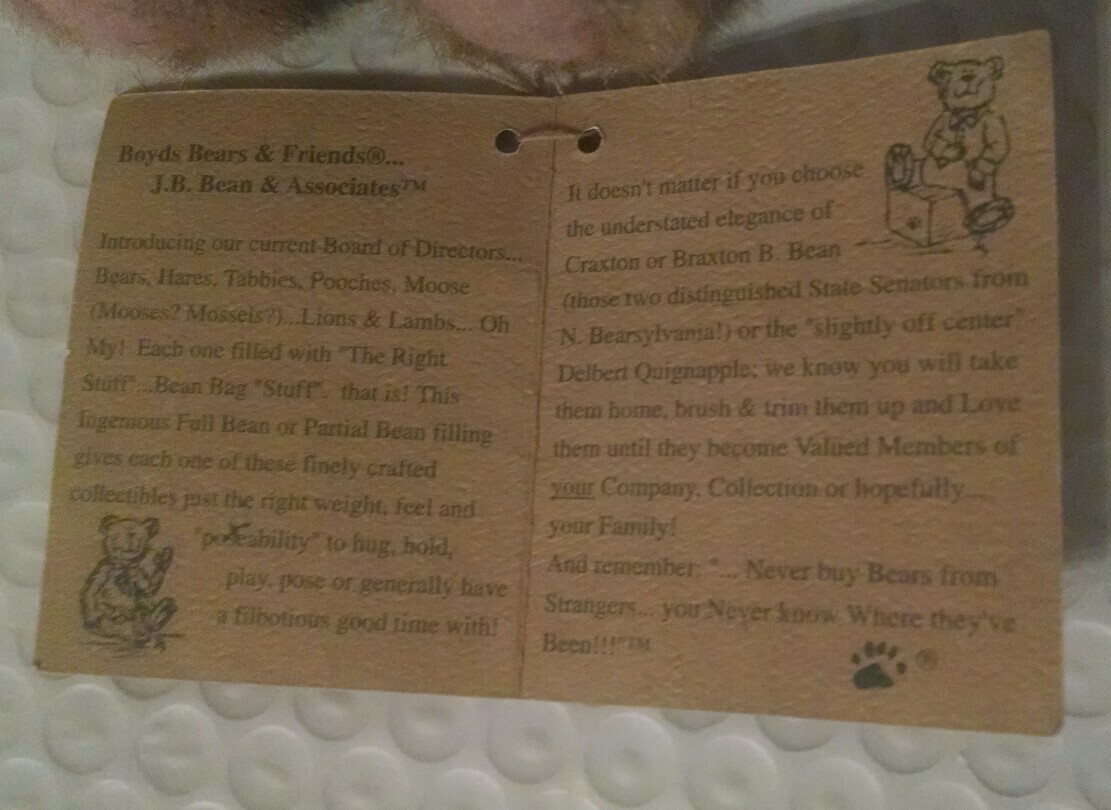 Boyds Bears & Friends®...
J.B. Bean & Associates™
Introducing our current Board of Directors...
Bears, Hares, Tabbies, Pooches, Moose
(Mooses? Mossels?)...Lions & Lambs... Oh
My! Each one filled with "The Right
Stuff"...Bean Bag "Stuff". that is! This
Ingenious Full Bean or Partial Bean filling
gives each one of these finely crafted
collectibles just the right weight, feel and
"poseability" to hug, hold,
play, pose or generally have
a filbotious good time with!
It doesn't matter if you choose
the understated elegance of
Craxton or Braxton B. Bean
(those two distinguished State Senators from
N. Bearsylvania!) or the "slightly off center"
Delbert Quignapple; we know you will take
them home, brush & trim them up and Love
them until they become Valued Members of
your Company, Collection or hopefully....
your Family!
And remember: "... Never buy Bears from
Strangers... you Never know Where they've
Been!!!"™
®